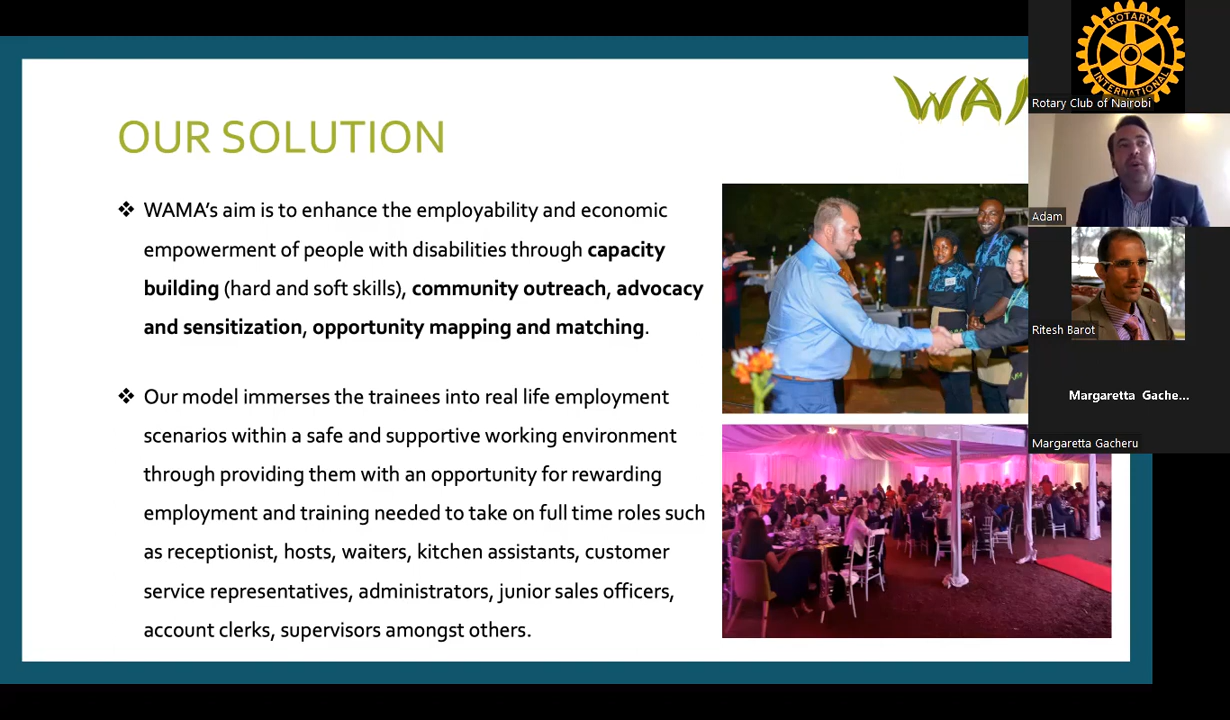 WAM
OUR SOLUTION
❖ WAMA's aim is to enhance the employability and economic
empowerment of people with disabilities through capacity
building (hard and soft skills), community outreach, advocacy
and sensitization, opportunity mapping and matching.
❖ Our model immerses the trainees into real life employment
scenarios within a safe and supportive working environment
through providing them with an opportunity for rewarding
employment and training needed to take on full time roles such
as receptionist, hosts, waiters, kitchen assistants, customer
service representatives, administrators, junior sales officers,
account clerks, supervisors amongst others.
ROTARY
INTERNATIONAL
Rotary Club of Nairobi
Adam
Ritesh Barot
Margaretta Gache...
Margaretta Gacheru